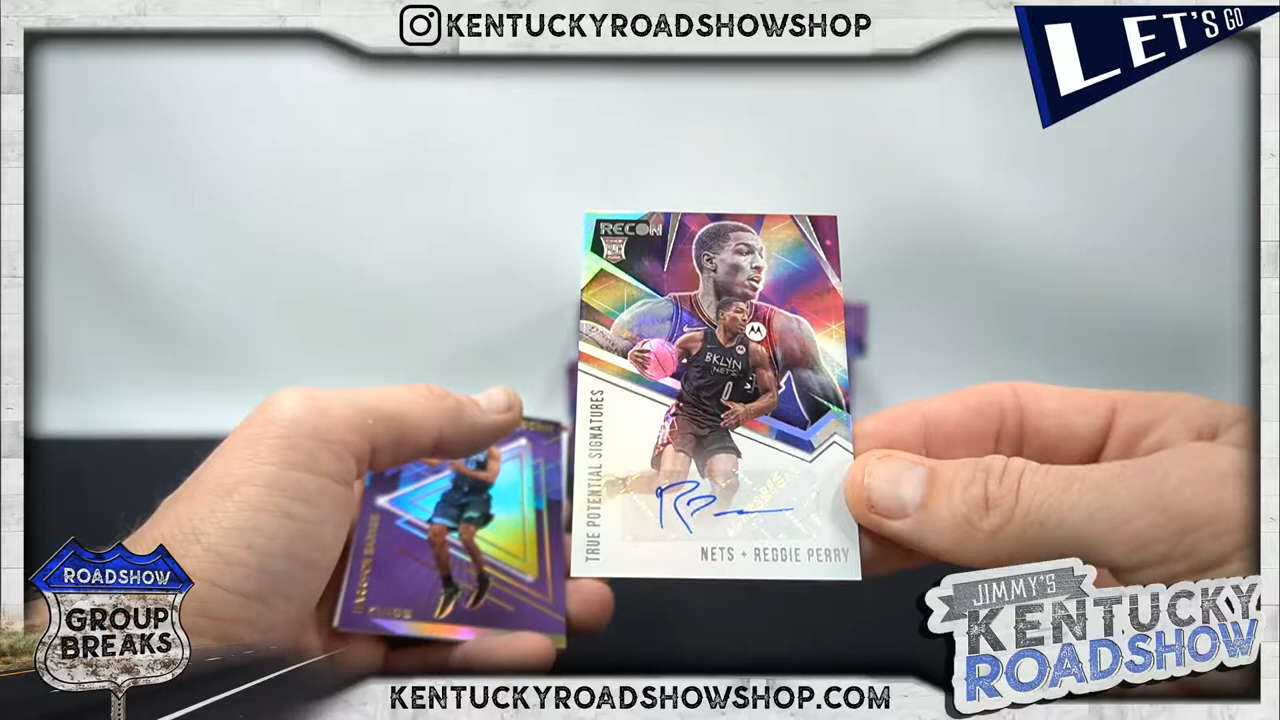 KENTUCKYROADSHOWSHOP
LET'S GO
RECON
BKLYN
NETS
0
TRUE POTENTIAL SIGNATURES
NETS + REGGIE PERRY
ROADSHOW
GROUP
BREAKS
JIMMY'S
KENTUCKY
ROADSHOW
KENTUCKYROADSHOWSHOP.COM